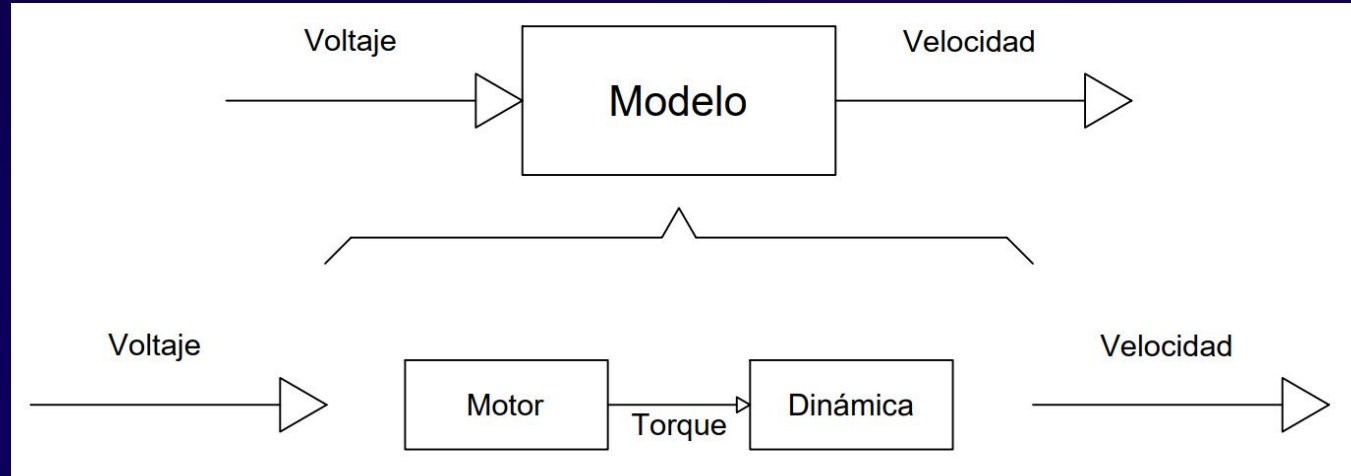 Voltaje
Velocidad
Modelo
Voltaje
Velocidad
Motor
Torque
Dinámica